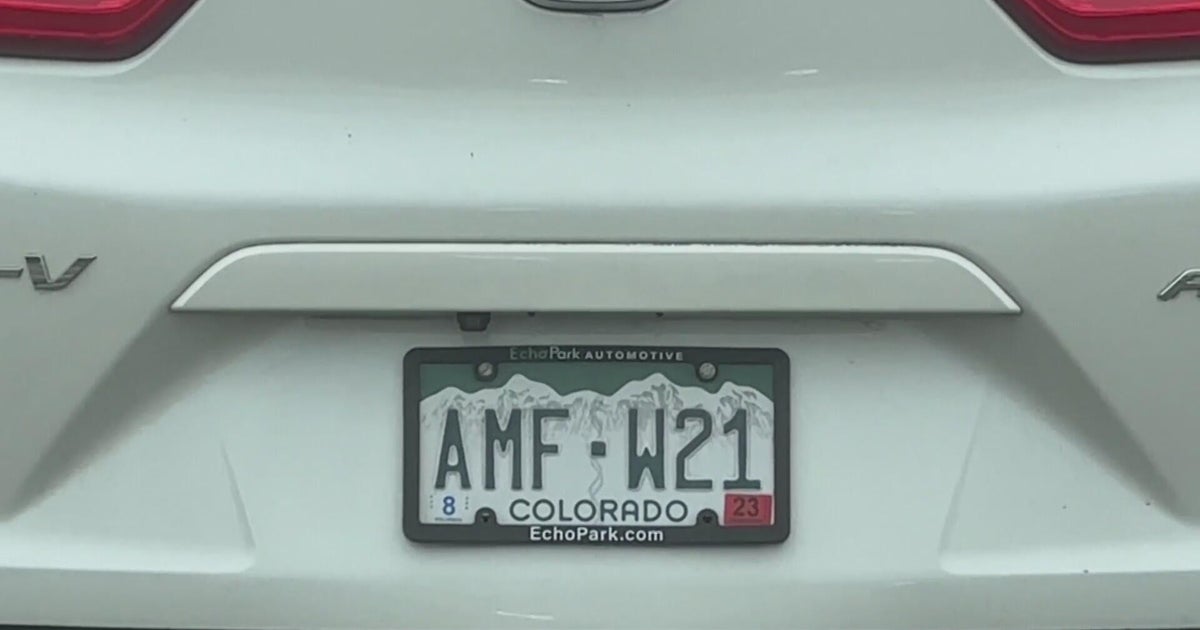 -V
A
EchoPark AUTOMOTIVE
AMF·W21
8
COLORADO
23
EchoPark.com